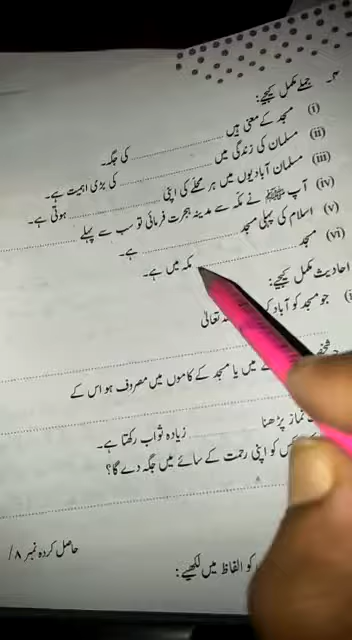 ۳۔ جملے مکمل کیجیے:
(i) مسجد کے معنی ہیں ........ کی جگہ۔
(ii) مسلمان کی زندگی میں ........ کی بڑی اہمیت ہے۔
(iii) مسلمان آبادیوں میں ہر محلّے کی اپنی ........ ہوتی ہے۔
(iv) آپ ﷺ نے مکّہ سے مدینہ ہجرت فرمائی تو سب سے پہلے ........
(v) اسلام کی پہلی مسجد ........ ہے۔
(vi) مسجد ........ مکّہ میں ہے۔
احادیث مکمل کیجیے:
جو مسجد کو آباد تعالیٰ
میں یا مسجد کے کاموں میں مصروف ہو اس کے
نماز پڑھنا ........ زیادہ ثواب رکھتا ہے۔
کو اپنی رحمت کے سائے میں جگہ دے گا؟
حاصل کردہ نمبر ۸/
کو الفاظ میں لکھیے: